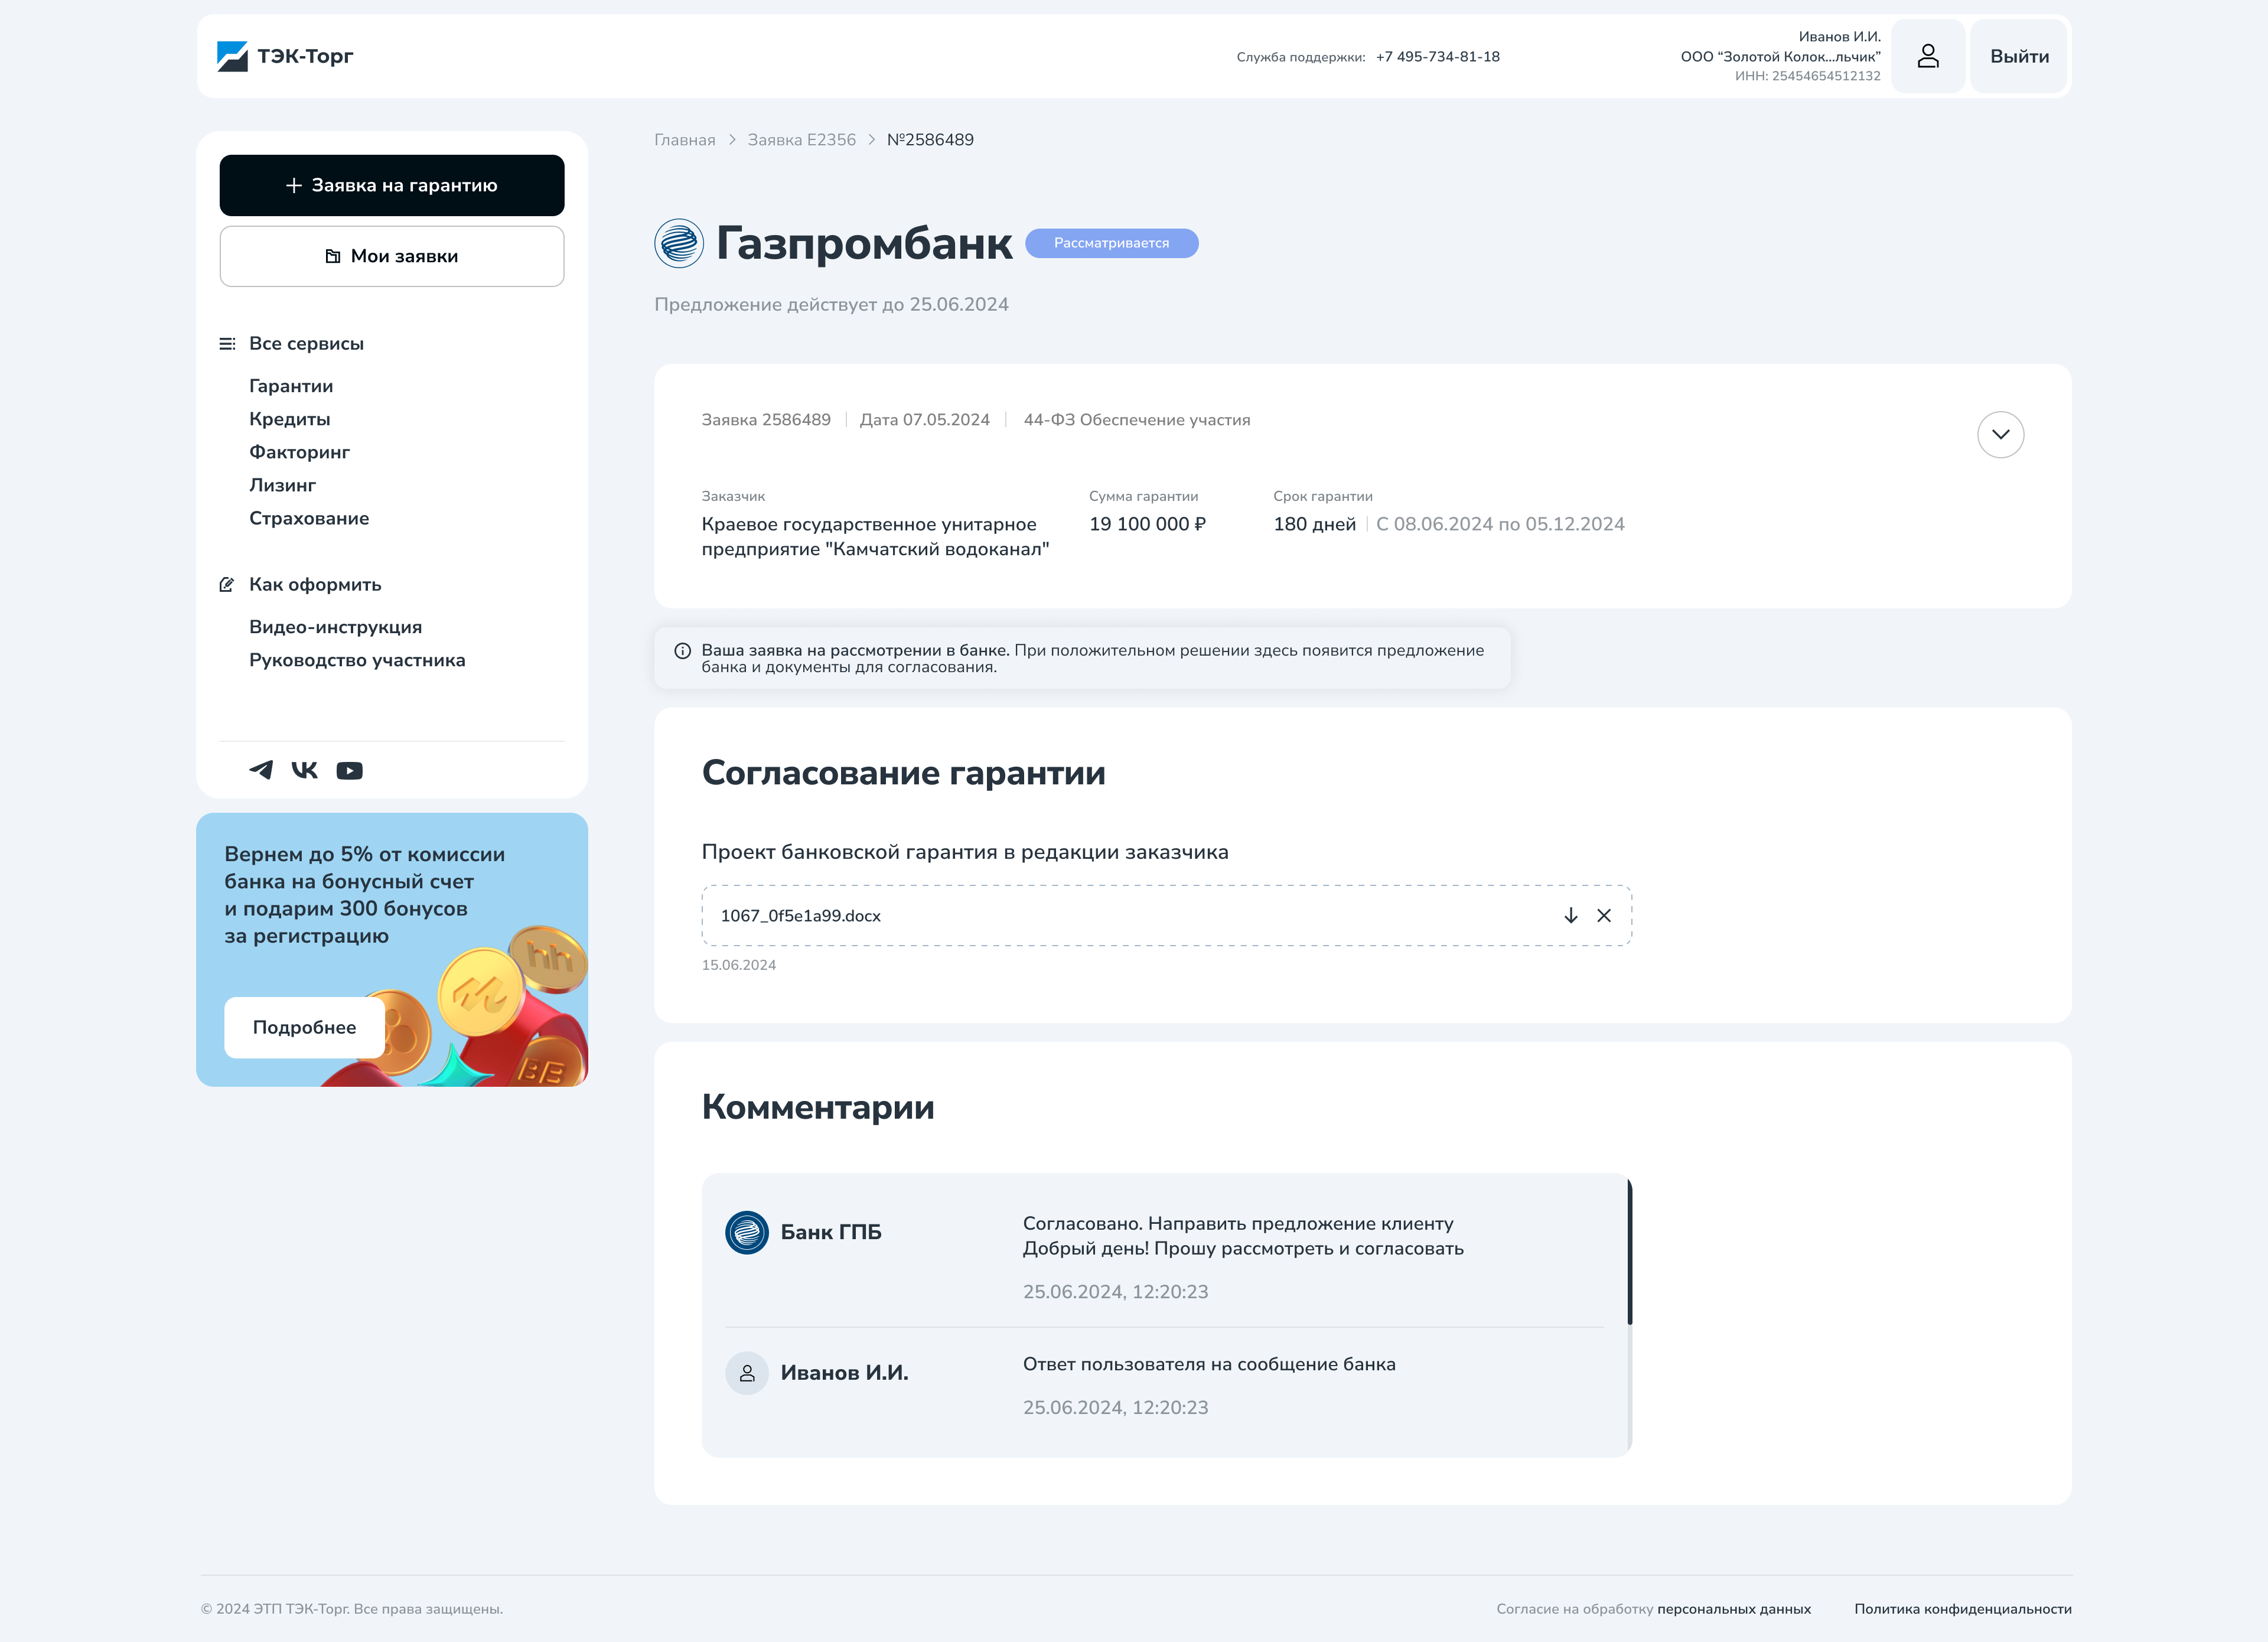 ТЭК-Торг
Служба поддержки: +7 495-734-81-18
Иванов И.И.
ООО “Золотой Колок...льчик”
ИНН: 25454654512132
Выйти
Заявка на гарантию
Мои заявки
Все сервисы
Гарантии
Кредиты
Факторинг
Лизинг
Страхование
Как оформить
Видео-инструкция
Руководство участника
Вернем до 5% от комиссии
банка на бонусный счет
и подарим 300 бонусов
за регистрацию
Подробнее
Главная > Заявка Е2356 > №2586489
Газпромбанк
Рассматривается
Предложение действует до 25.06.2024
Заявка 2586489 | Дата 07.05.2024 | 44-ФЗ Обеспечение участия
Заказчик
Краевое государственное унитарное
предприятие "Камчатский водоканал"
Сумма гарантии
19 100 000 ₽
Срок гарантии
180 дней | С 08.06.2024 по 05.12.2024
Ваша заявка на рассмотрении в банке. При положительном решении здесь появится предложение
банка и документы для согласования.
Согласование гарантии
Проект банковской гарантия в редакции заказчика
1067_0f5e1a99.docx
15.06.2024
Комментарии
Банк ГПБ
Согласовано. Направить предложение клиенту
Добрый день! Прошу рассмотреть и согласовать
25.06.2024, 12:20:23
Иванов И.И.
Ответ пользователя на сообщение банка
25.06.2024, 12:20:23
© 2024 ЭТП ТЭК-Торг. Все права защищены.
Согласие на обработку персональных данных
Политика конфиденциальности